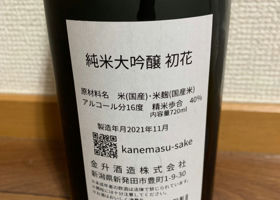 純米大吟醸 初花
原材料名 米(国産)・米麹(国産米)
アルコール分16度 精米歩合 40%
内容量720ml
製造年月2021年11月
kanemasu-sake
金升酒造株式会社
新潟県新発田市豊町1-9-30